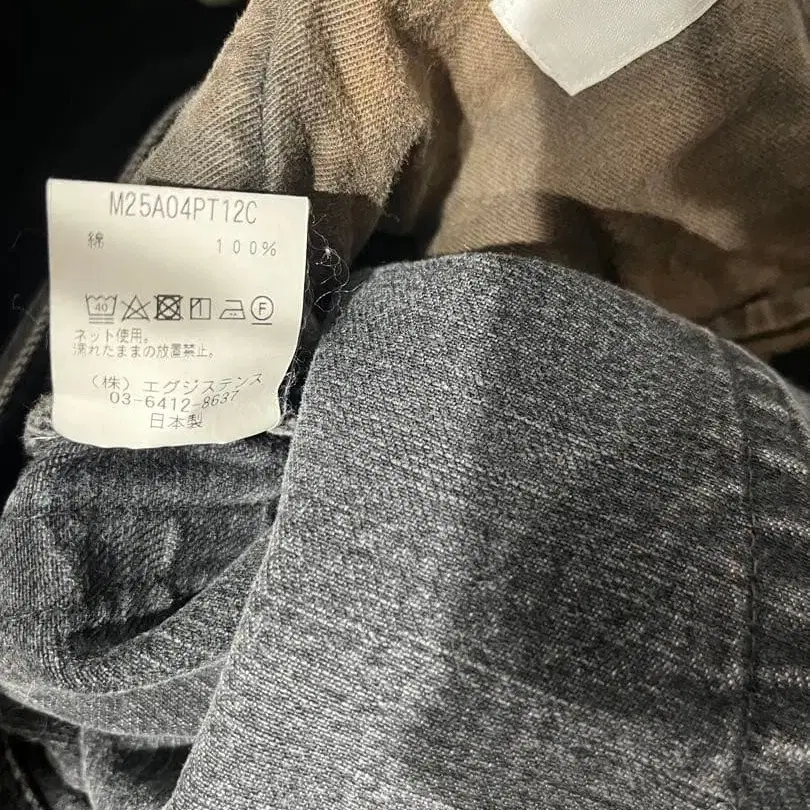 M25A04PT12C
綿 100%
40 F
ネット使用。
濡れたままの放置禁止。
(株) エグジステンス
03-6412-8637
日本製